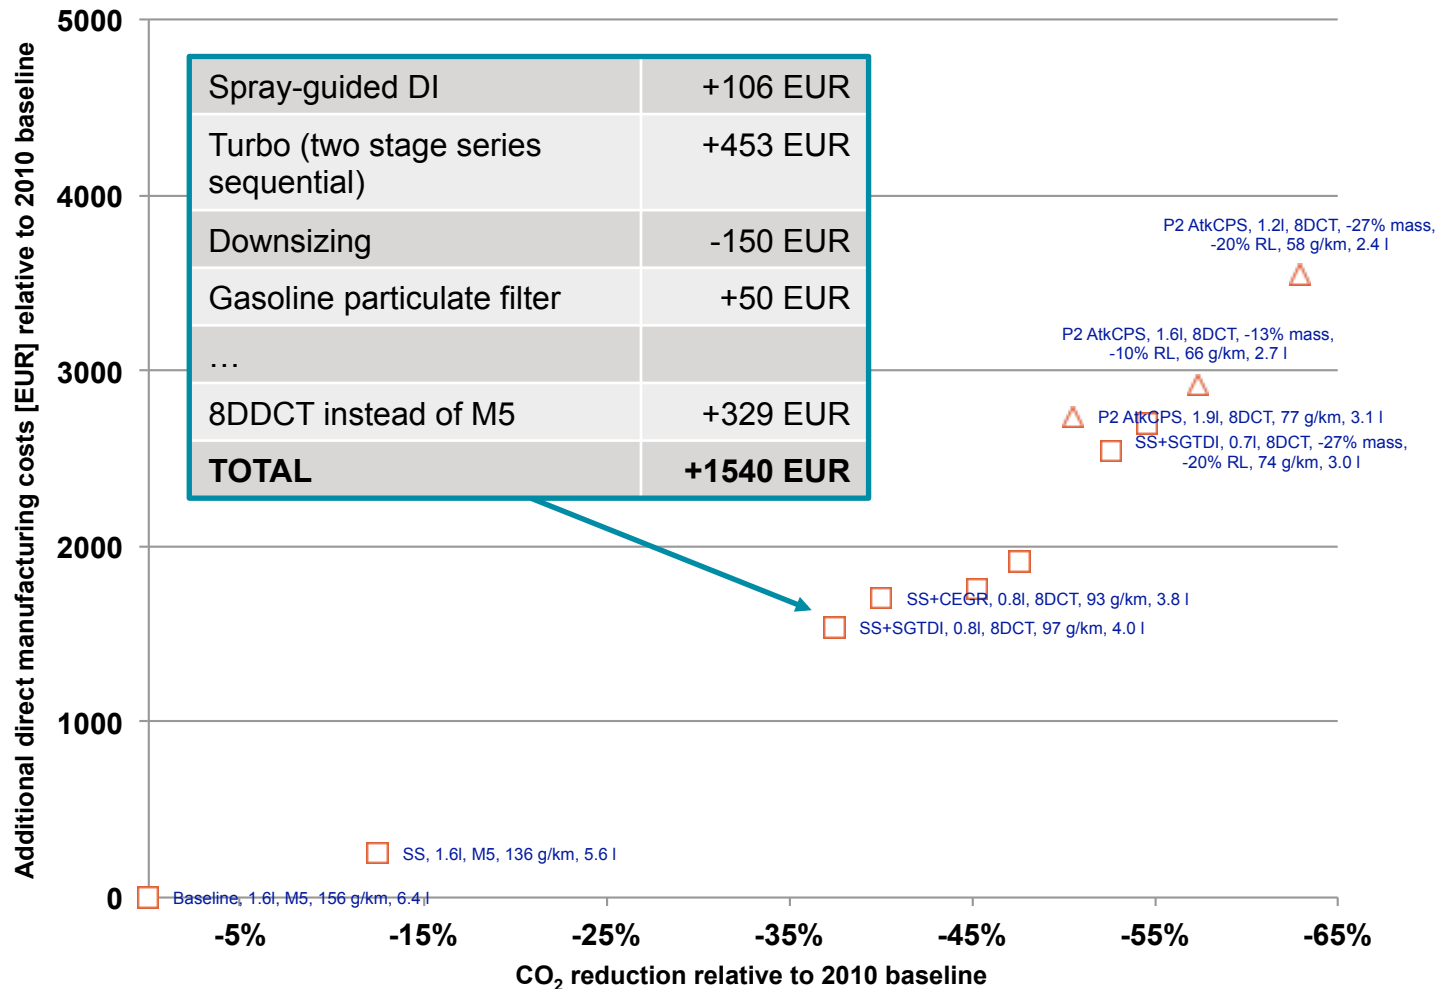 Additional direct manufacturing costs [EUR] relative to 2010 baseline
5000
4000
3000
2000
1000
0
Spray-guided DI +106 EUR
Turbo (two stage series +453 EUR
sequential)
Downsizing -150 EUR
Gasoline particulate filter +50 EUR
…
8DDCT instead of M5 +329 EUR
TOTAL +1540 EUR
P2 AtkCPS, 1.2l, 8DCT, -27% mass,
-20% RL, 58 g/km, 2.4 l
P2 AtkCPS, 1.6l, 8DCT, -13% mass,
-10% RL, 66 g/km, 2.7 l
P2 AtkCPS, 1.9l, 8DCT, 77 g/km, 3.1 l
SS+SGTDI, 0.7l, 8DCT, -27% mass,
-20% RL, 74 g/km, 3.0 l
SS+CEGR, 0.8l, 8DCT, 93 g/km, 3.8 l
SS+SGTDI, 0.8l, 8DCT, 97 g/km, 4.0 l
SS, 1.6l, M5, 136 g/km, 5.6 l
Baseline, 1.6l, M5, 156 g/km, 6.4 l
-5% -15% -25% -35% -45% -55% -65%
CO₂ reduction relative to 2010 baseline